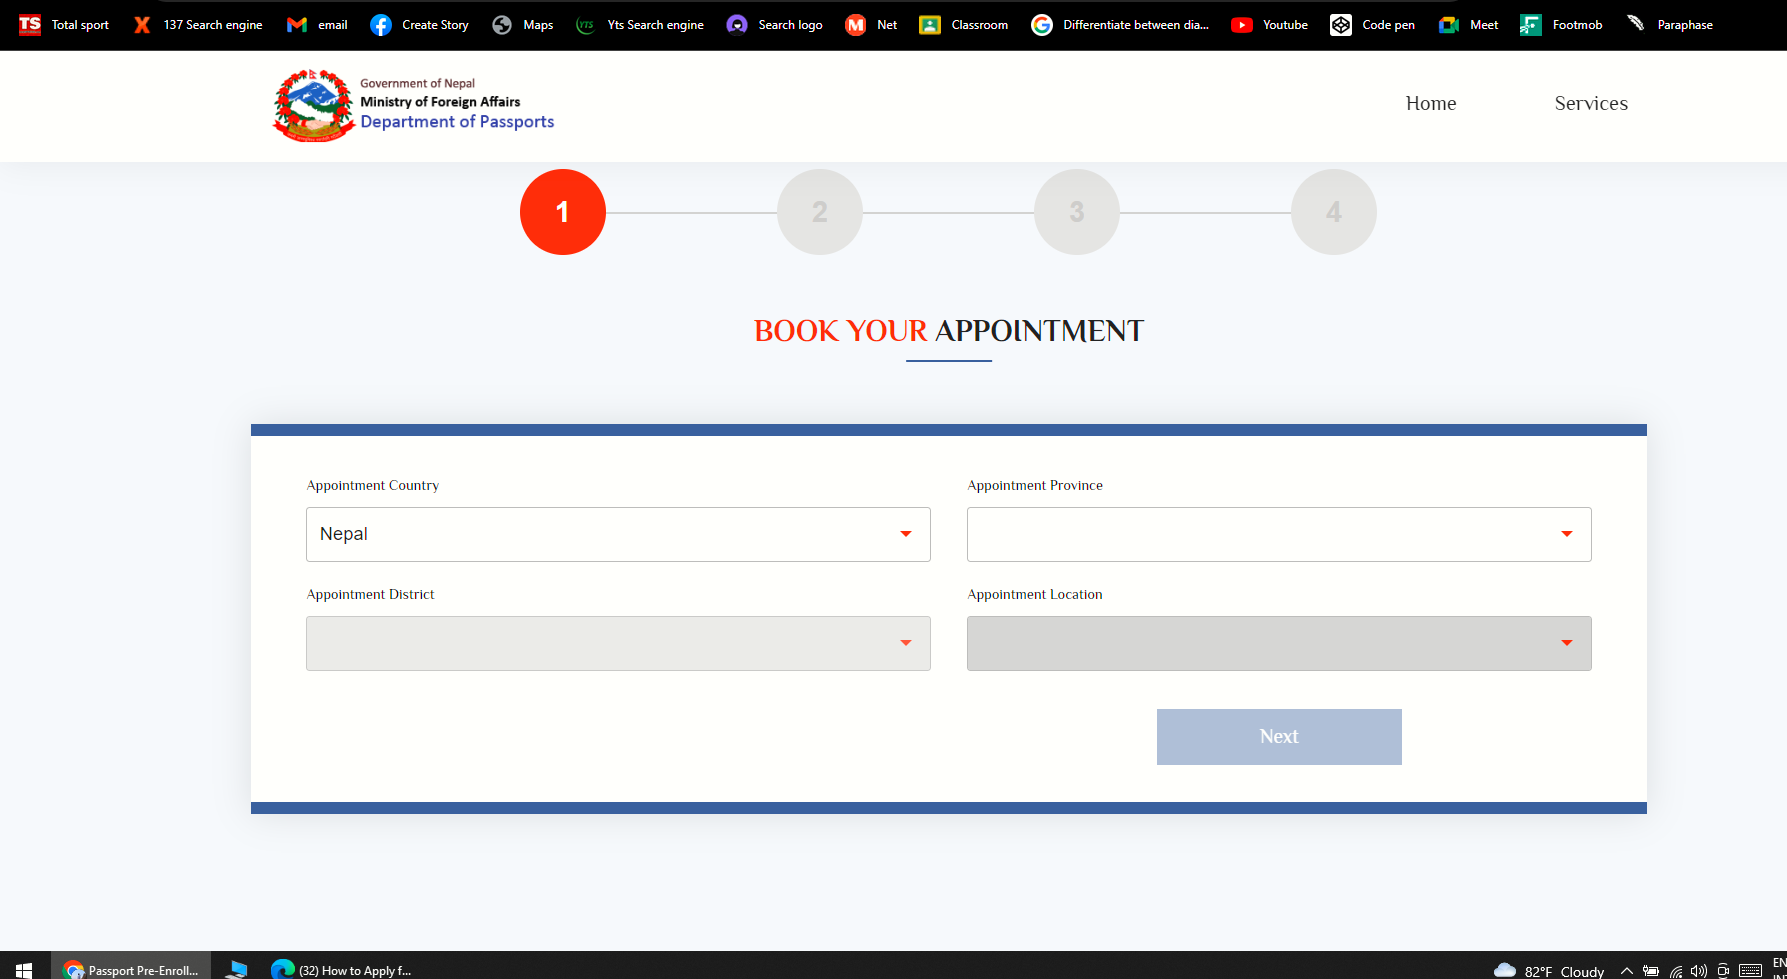 TS Total sport X 137 Search engine email Create Story Maps YTS Yts Search engine Search logo M Net Classroom Differentiate between dia... Youtube Code pen Meet Footmob Paraphase
Government of Nepal
Ministry of Foreign Affairs
Department of Passports
Home Services
1 2 3 4
BOOK YOUR APPOINTMENT
Appointment Country Appointment Province
Nepal
Appointment District Appointment Location
Next
Passport Pre-Enroll... (32) How to Apply f... 82°F Cloudy EN